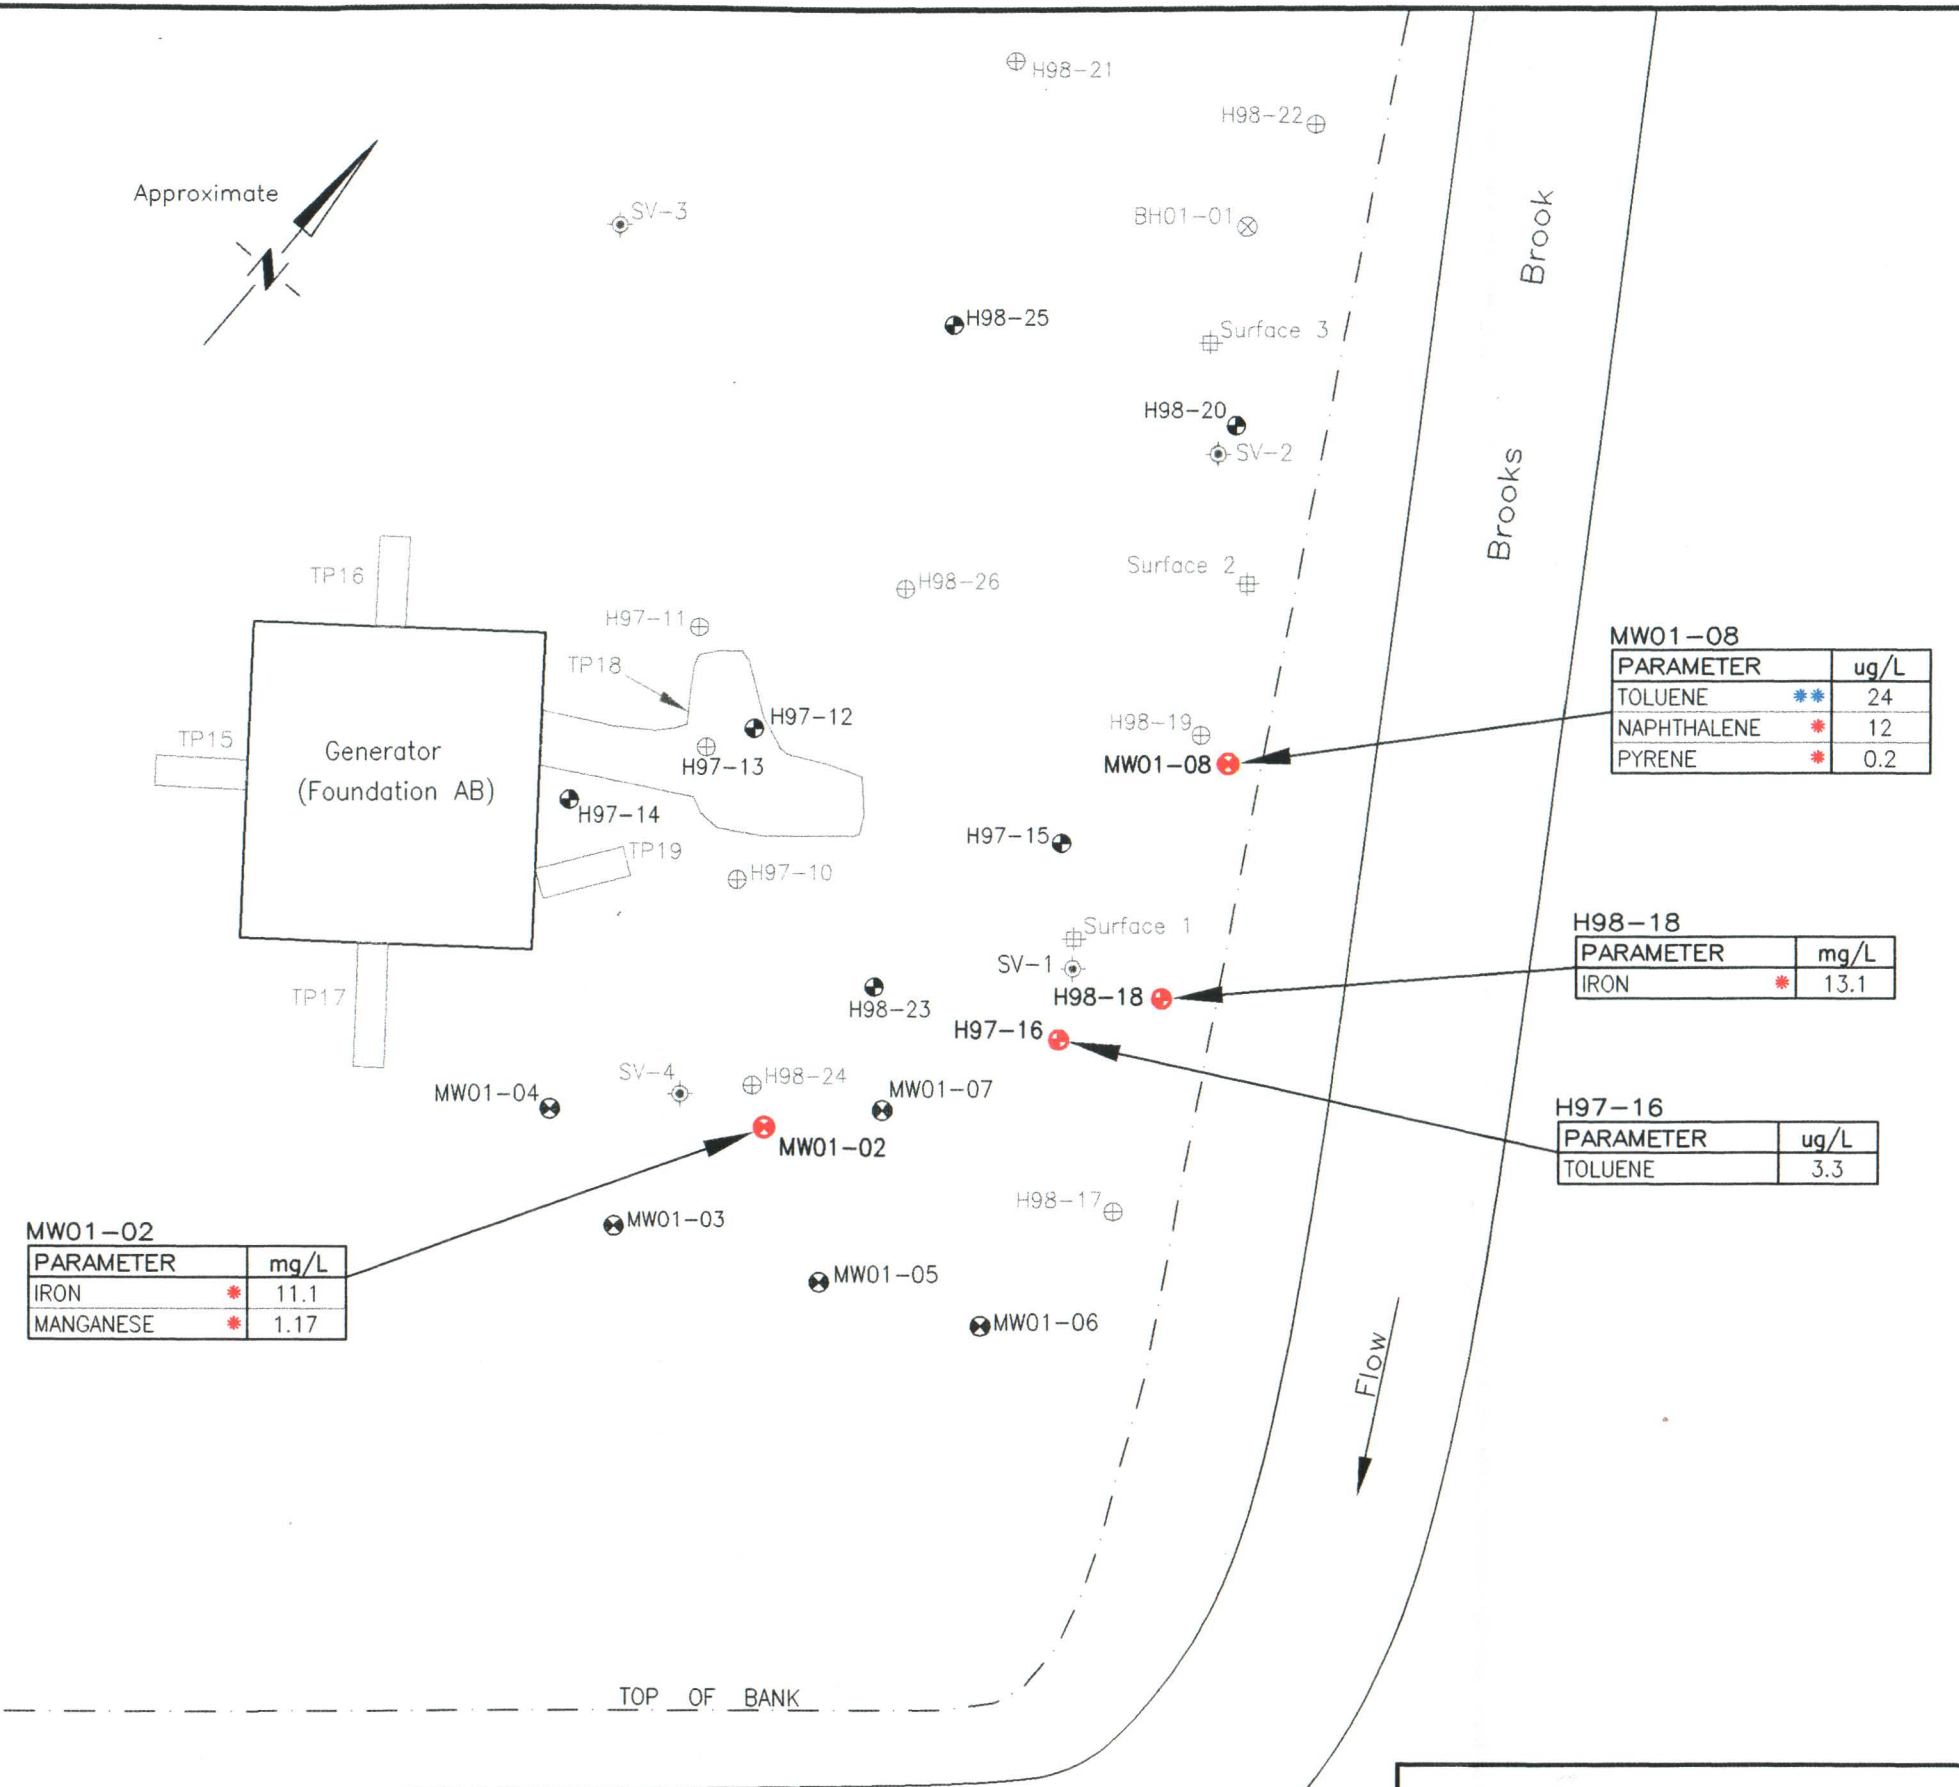 H98-21
H98-22
Approximate
N
SV-3
BH01-01
Brooks Brook
H98-25
Surface 3
H98-20
SV-2
TP16
H98-26
Surface 2
H97-11
TP18
H97-12
H98-19
MW01-08
TP15
Generator
(Foundation AB)
H97-13
H97-14
H97-15
TP19
H97-10
Surface 1
SV-1
H98-18
H98-23
H97-16
TP17
SV-4
H98-24
MW01-04
MW01-07
MW01-02
H98-17
MW01-03
MW01-05
MW01-06
Flow
TOP OF BANK
MW01-08
PARAMETER ug/L
TOLUENE ** 24
NAPHTHALENE * 12
PYRENE * 0.2
H98-18
PARAMETER mg/L
IRON * 13.1
H97-16
PARAMETER ug/L
TOLUENE 3.3
MW01-02
PARAMETER mg/L
IRON * 11.1
MANGANESE * 1.17